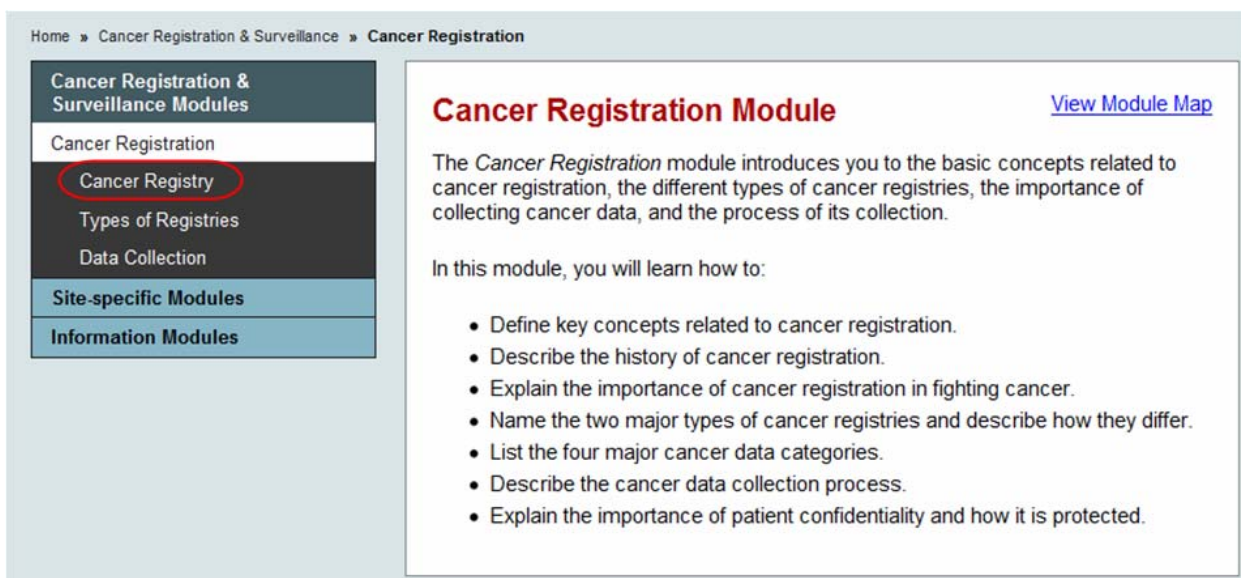 Home » Cancer Registration & Surveillance » Cancer Registration
Cancer Registration &
Surveillance Modules
Cancer Registration
Cancer Registry
Types of Registries
Data Collection
Site-specific Modules
Information Modules
Cancer Registration Module
View Module Map
The Cancer Registration module introduces you to the basic concepts related to
cancer registration, the different types of cancer registries, the importance of
collecting cancer data, and the process of its collection.
In this module, you will learn how to:
• Define key concepts related to cancer registration.
• Describe the history of cancer registration.
• Explain the importance of cancer registration in fighting cancer.
• Name the two major types of cancer registries and describe how they differ.
• List the four major cancer data categories.
• Describe the cancer data collection process.
• Explain the importance of patient confidentiality and how it is protected.